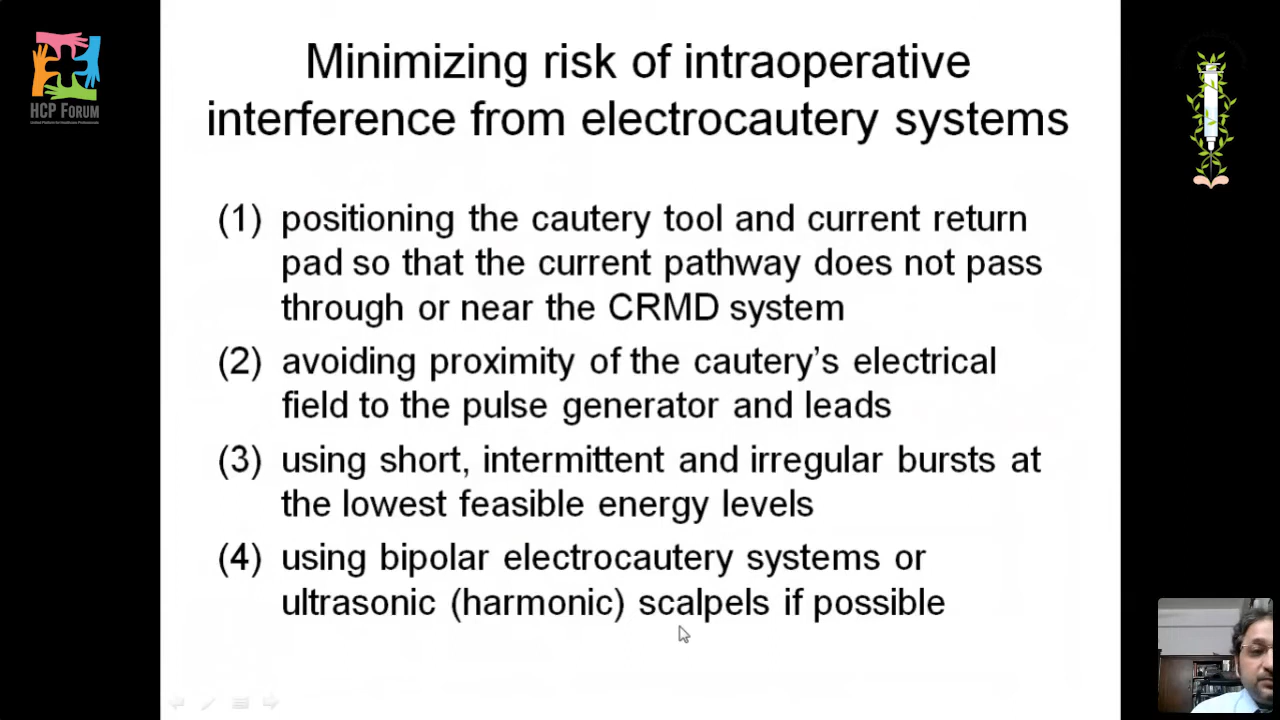 HCP FORUM
Minimizing risk of intraoperative
interference from electrocautery systems
(1) positioning the cautery tool and current return
pad so that the current pathway does not pass
through or near the CRMD system
(2) avoiding proximity of the cautery’s electrical
field to the pulse generator and leads
(3) using short, intermittent and irregular bursts at
the lowest feasible energy levels
(4) using bipolar electrocautery systems or
ultrasonic (harmonic) scalpels if possible